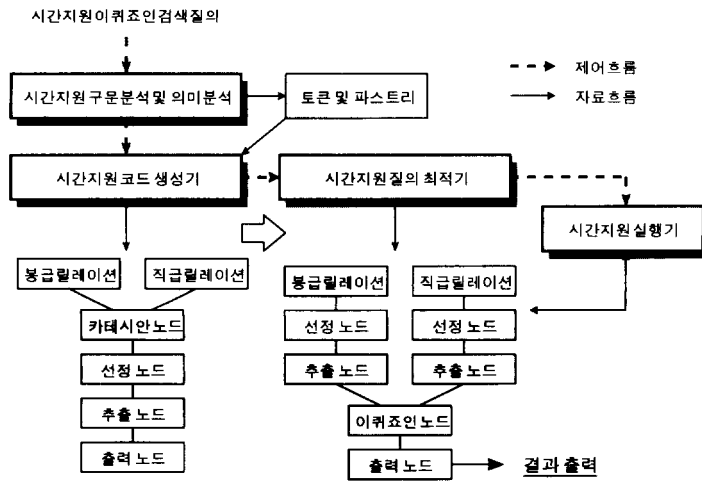 시간지원이퀴죠인검색질의
시간지원 구문분석 및 의미분석
토큰 및 파스트리
제어흐름
자료흐름
시간지원 코드 생성기
시간지원질의 최적기
시간지원실행기
봉급릴레이션
직급릴레이션
카테시안 노드
선정 노드
추출 노드
출력 노드
봉급릴레이션
직급릴레이션
선정 노드
선정 노드
추출 노드
추출 노드
이퀴죠인 노드
출력 노드
결과 출력